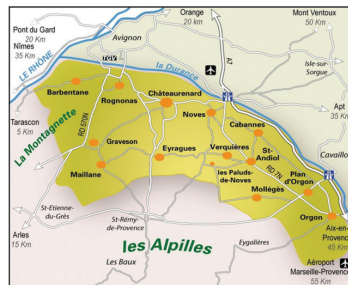 Orange
20 km
Mont Ventoux
50 km
Pont du Gard
20 Km
Nîmes
35 Km
Avignon
LE RHÔNE
TGV
la Durance
A7
Isle-sur-
Sorgue
Barbentane
Rognonas
Châteaurenard
Noves
Cabannes
Apt
35 Km
Cavaillon
Tarascon
5 Km
La Montagnette
RD 570N
Graveson
Eyragues
Verquières
St-
Andiol
RD 7N
Maillane
les Paluds-
de-Noves
Plan
d'Orgon
Mollégès
Orgon
St-Etienne-
du-Grès
St-Rémy-
de-Provence
Aix-en-
Provence
45 Km
Arles
15 Km
les Alpilles
Eygalières
Les Baux
Aéroport
Marseille-Provence
55 Km